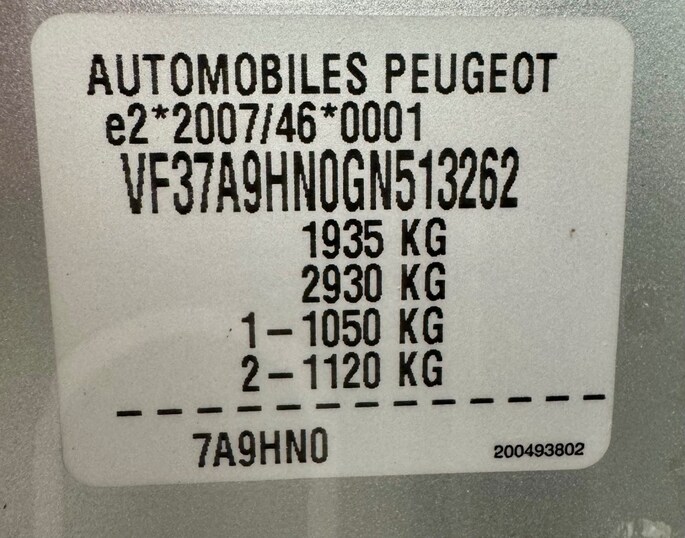 AUTOMOBILES PEUGEOT
e2*2007/46*0001
VF37A9HN0GN513262
1935 KG
2930 KG
1-1050 KG
2-1120 KG
7A9HN0 200493802